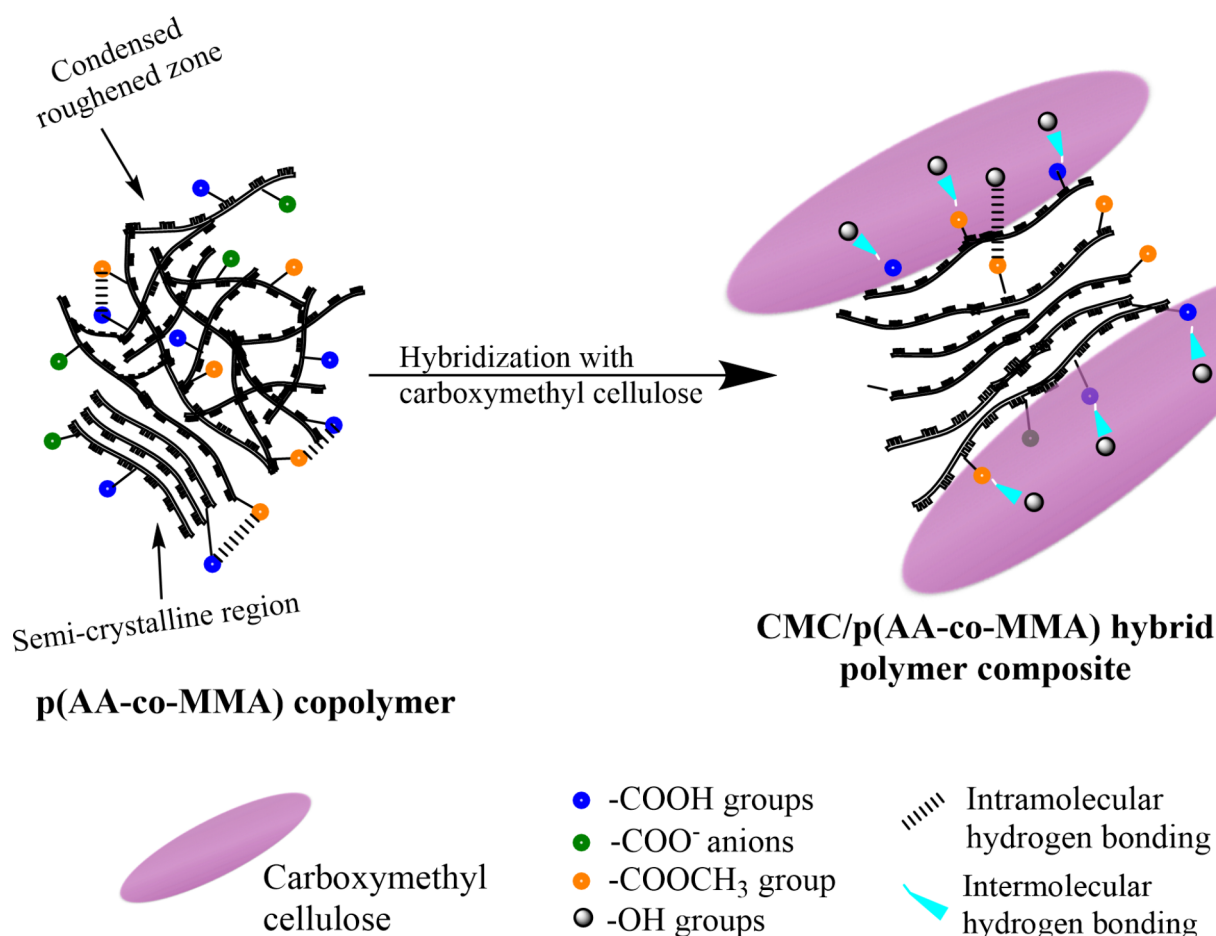 Condensed
roughened zone
Hybridization with
carboxymethyl cellulose
Semi-crystalline region
p(AA-co-MMA) copolymer
CMC/p(AA-co-MMA) hybrid
polymer composite
Carboxymethyl
cellulose
-COOH groups
-COO⁻ anions
-COOCH₃ group
-OH groups
Intramolecular
hydrogen bonding
Intermolecular
hydrogen bonding